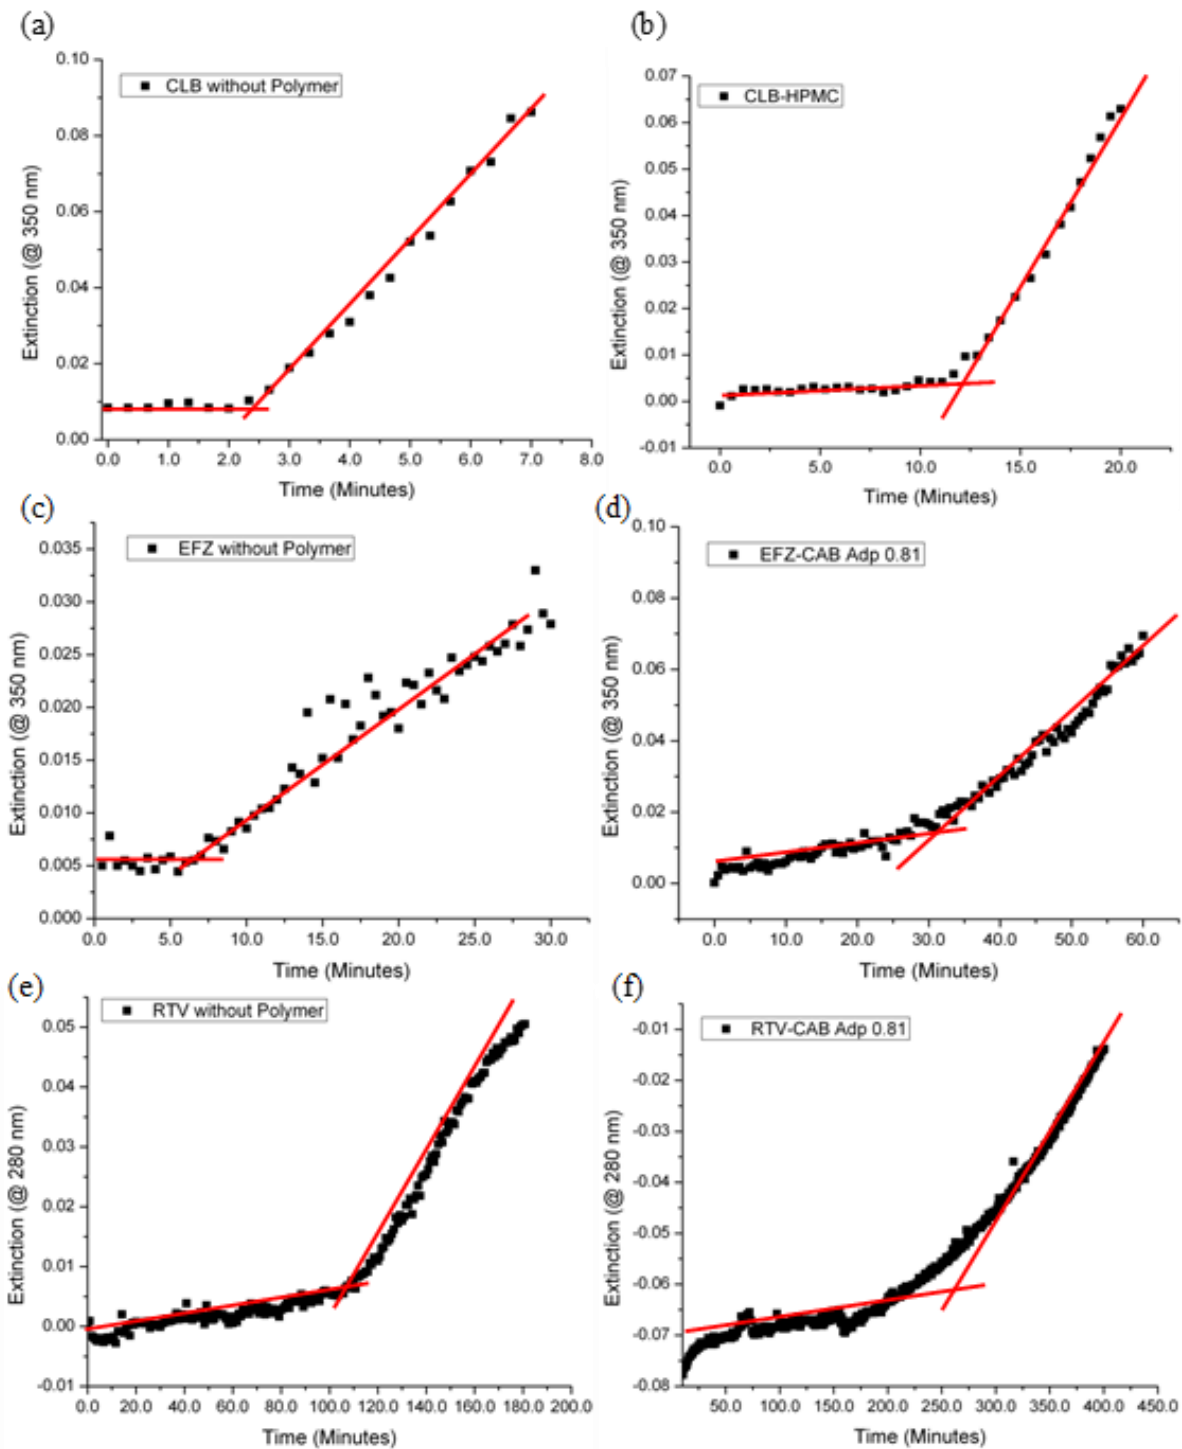 (a)
CLB without Polymer
0.10
0.08
0.06
0.04
0.02
0.00
Extinction (@ 350 nm)
0.0 1.0 2.0 3.0 4.0 5.0 6.0 7.0 8.0
Time (Minutes)
(b)
CLB-HPMC
0.07
0.06
0.05
0.04
0.03
0.02
0.01
0.00
-0.01
Extinction (@ 350 nm)
0.0 5.0 10.0 15.0 20.0
Time (Minutes)
(c)
EFZ without Polymer
0.035
0.030
0.025
0.020
0.015
0.010
0.005
0.000
Extinction (@ 350 nm)
0.0 5.0 10.0 15.0 20.0 25.0 30.0
Time (Minutes)
(d)
EFZ-CAB Adp 0.81
0.10
0.08
0.06
0.04
0.02
0.00
Extinction (@ 350 nm)
0.0 10.0 20.0 30.0 40.0 50.0 60.0
Time (Minutes)
(e)
RTV without Polymer
0.05
0.04
0.03
0.02
0.01
0.00
-0.01
Extinction (@ 280 nm)
0.0 20.0 40.0 60.0 80.0 100.0 120.0 140.0 160.0 180.0 200.0
Time (Minutes)
(f)
RTV-CAB Adp 0.81
-0.01
-0.02
-0.03
-0.04
-0.05
-0.06
-0.07
-0.08
Extinction (@ 280 nm)
50.0 100.0 150.0 200.0 250.0 300.0 350.0 400.0 450.0
Time (Minutes)